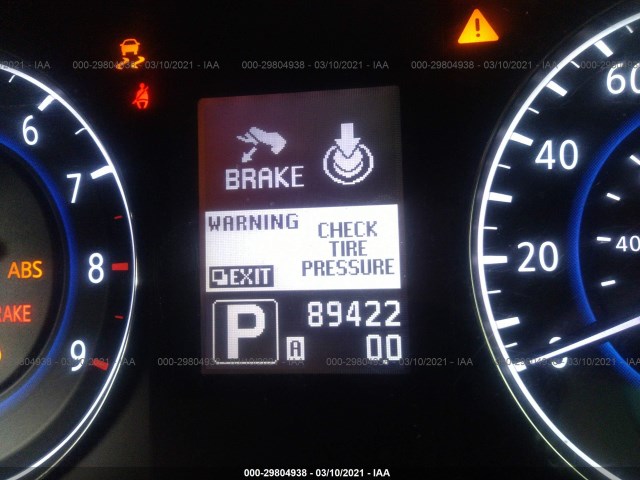 000-29804938 - 03/10/2021 - IAA
000-29804938 - 03/10/2021 - IAA
000-29804938 - 03/10/2021 - IAA
60
6
7
40
BRAKE
WARNING
CHECK
TIRE
PRESSURE
EXIT
40
20
ABS
8
P
89422
A
00
RAKE
9
0
000-29804938 - 03/10/2021 - IAA
000-29804938 - 03/10/2021 - IAA
000-29804938 - 03/10/2021 - IAA